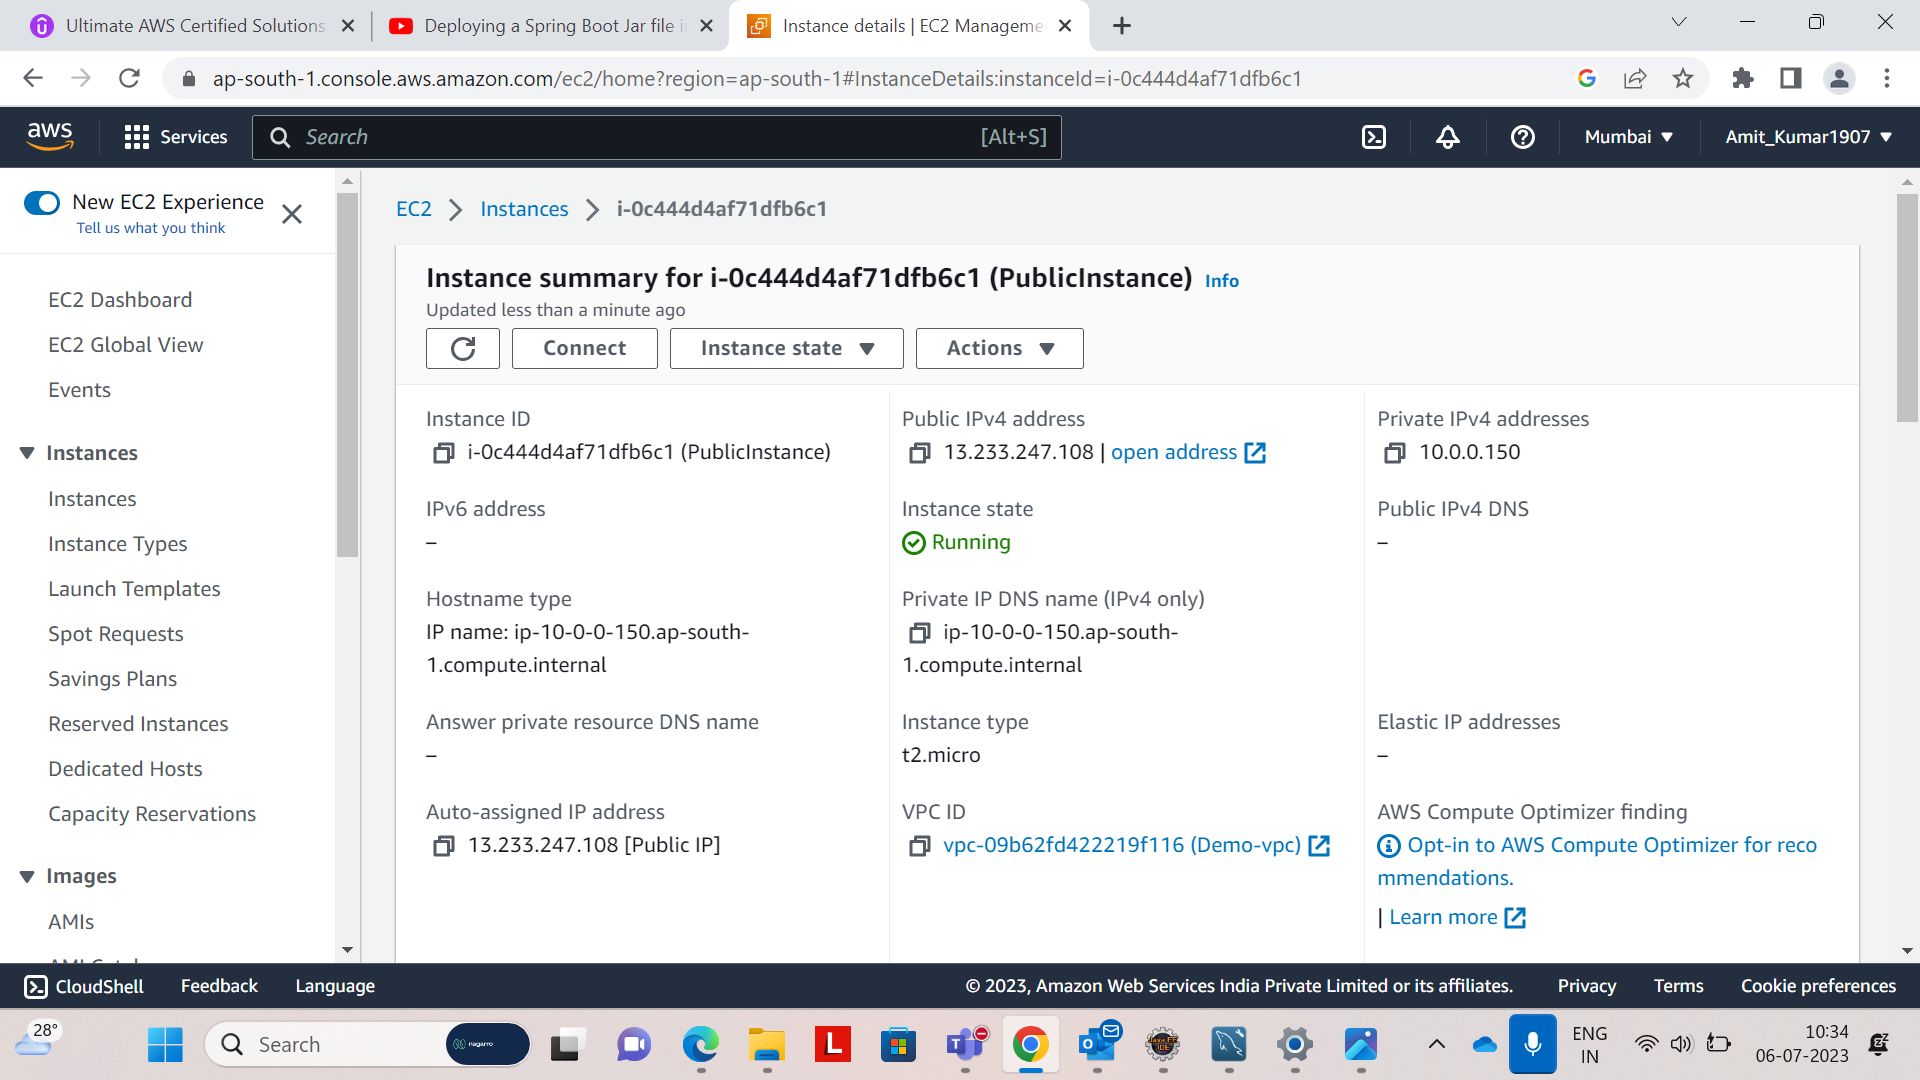 Ultimate AWS Certified Solutions
Deploying a Spring Boot Jar file i
Instance details | EC2 Manageme
ap-south-1.console.aws.amazon.com/ec2/home?region=ap-south-1#InstanceDetails:instanceId=i-0c444d4af71dfb6c1
aws
Services
Search
[Alt+S]
Mumbai
Amit_Kumar1907
New EC2 Experience
Tell us what you think
EC2 Dashboard
EC2 Global View
Events
Instances
Instances
Instance Types
Launch Templates
Spot Requests
Savings Plans
Reserved Instances
Dedicated Hosts
Capacity Reservations
Images
AMIs
EC2
Instances
i-0c444d4af71dfb6c1
Instance summary for i-0c444d4af71dfb6c1 (PublicInstance) Info
Updated less than a minute ago
Connect
Instance state
Actions
Instance ID
i-0c444d4af71dfb6c1 (PublicInstance)
Public IPv4 address
13.233.247.108 | open address
Private IPv4 addresses
10.0.0.150
IPv6 address
–
Instance state
Running
Public IPv4 DNS
–
Hostname type
IP name: ip-10-0-0-150.ap-south-
1.compute.internal
Private IP DNS name (IPv4 only)
ip-10-0-0-150.ap-south-
1.compute.internal
Answer private resource DNS name
–
Instance type
t2.micro
Elastic IP addresses
–
Auto-assigned IP address
13.233.247.108 [Public IP]
VPC ID
vpc-09b62fd422219f116 (Demo-vpc)
AWS Compute Optimizer finding
Opt-in to AWS Compute Optimizer for reco
mmendations.
| Learn more
CloudShell
Feedback
Language
© 2023, Amazon Web Services India Private Limited or its affiliates.
Privacy
Terms
Cookie preferences
28°
Search
nagarro
L
ENG
IN
10:34
06-07-2023